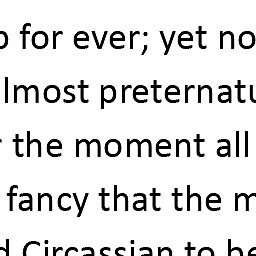 for ever; yet no
lmost preternatu
the moment all
fancy that the m
Circassian to be